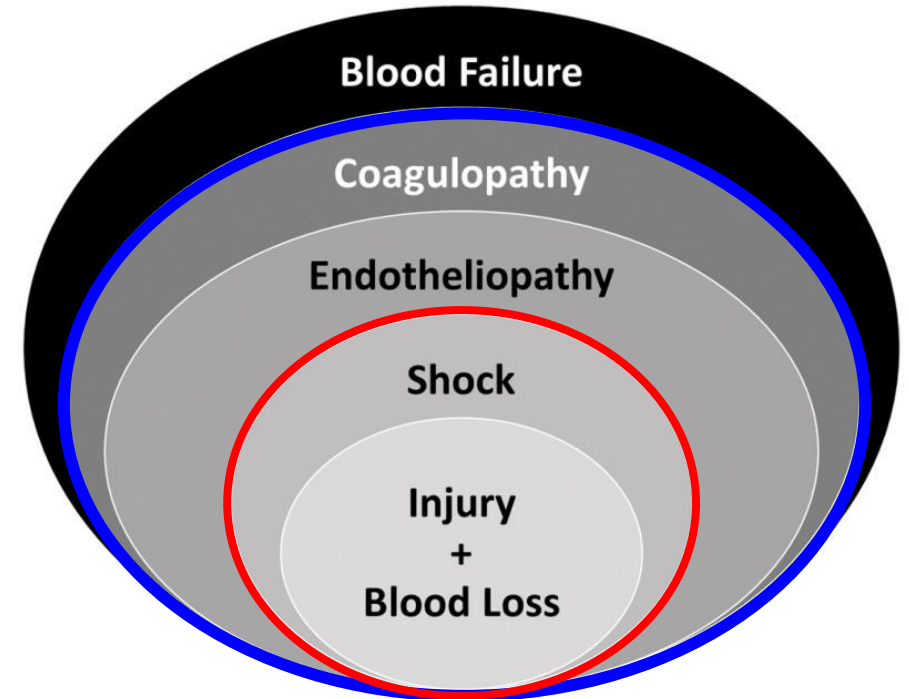 Blood Failure
Coagulopathy
Endotheliopathy
Shock
Injury
+
Blood Loss